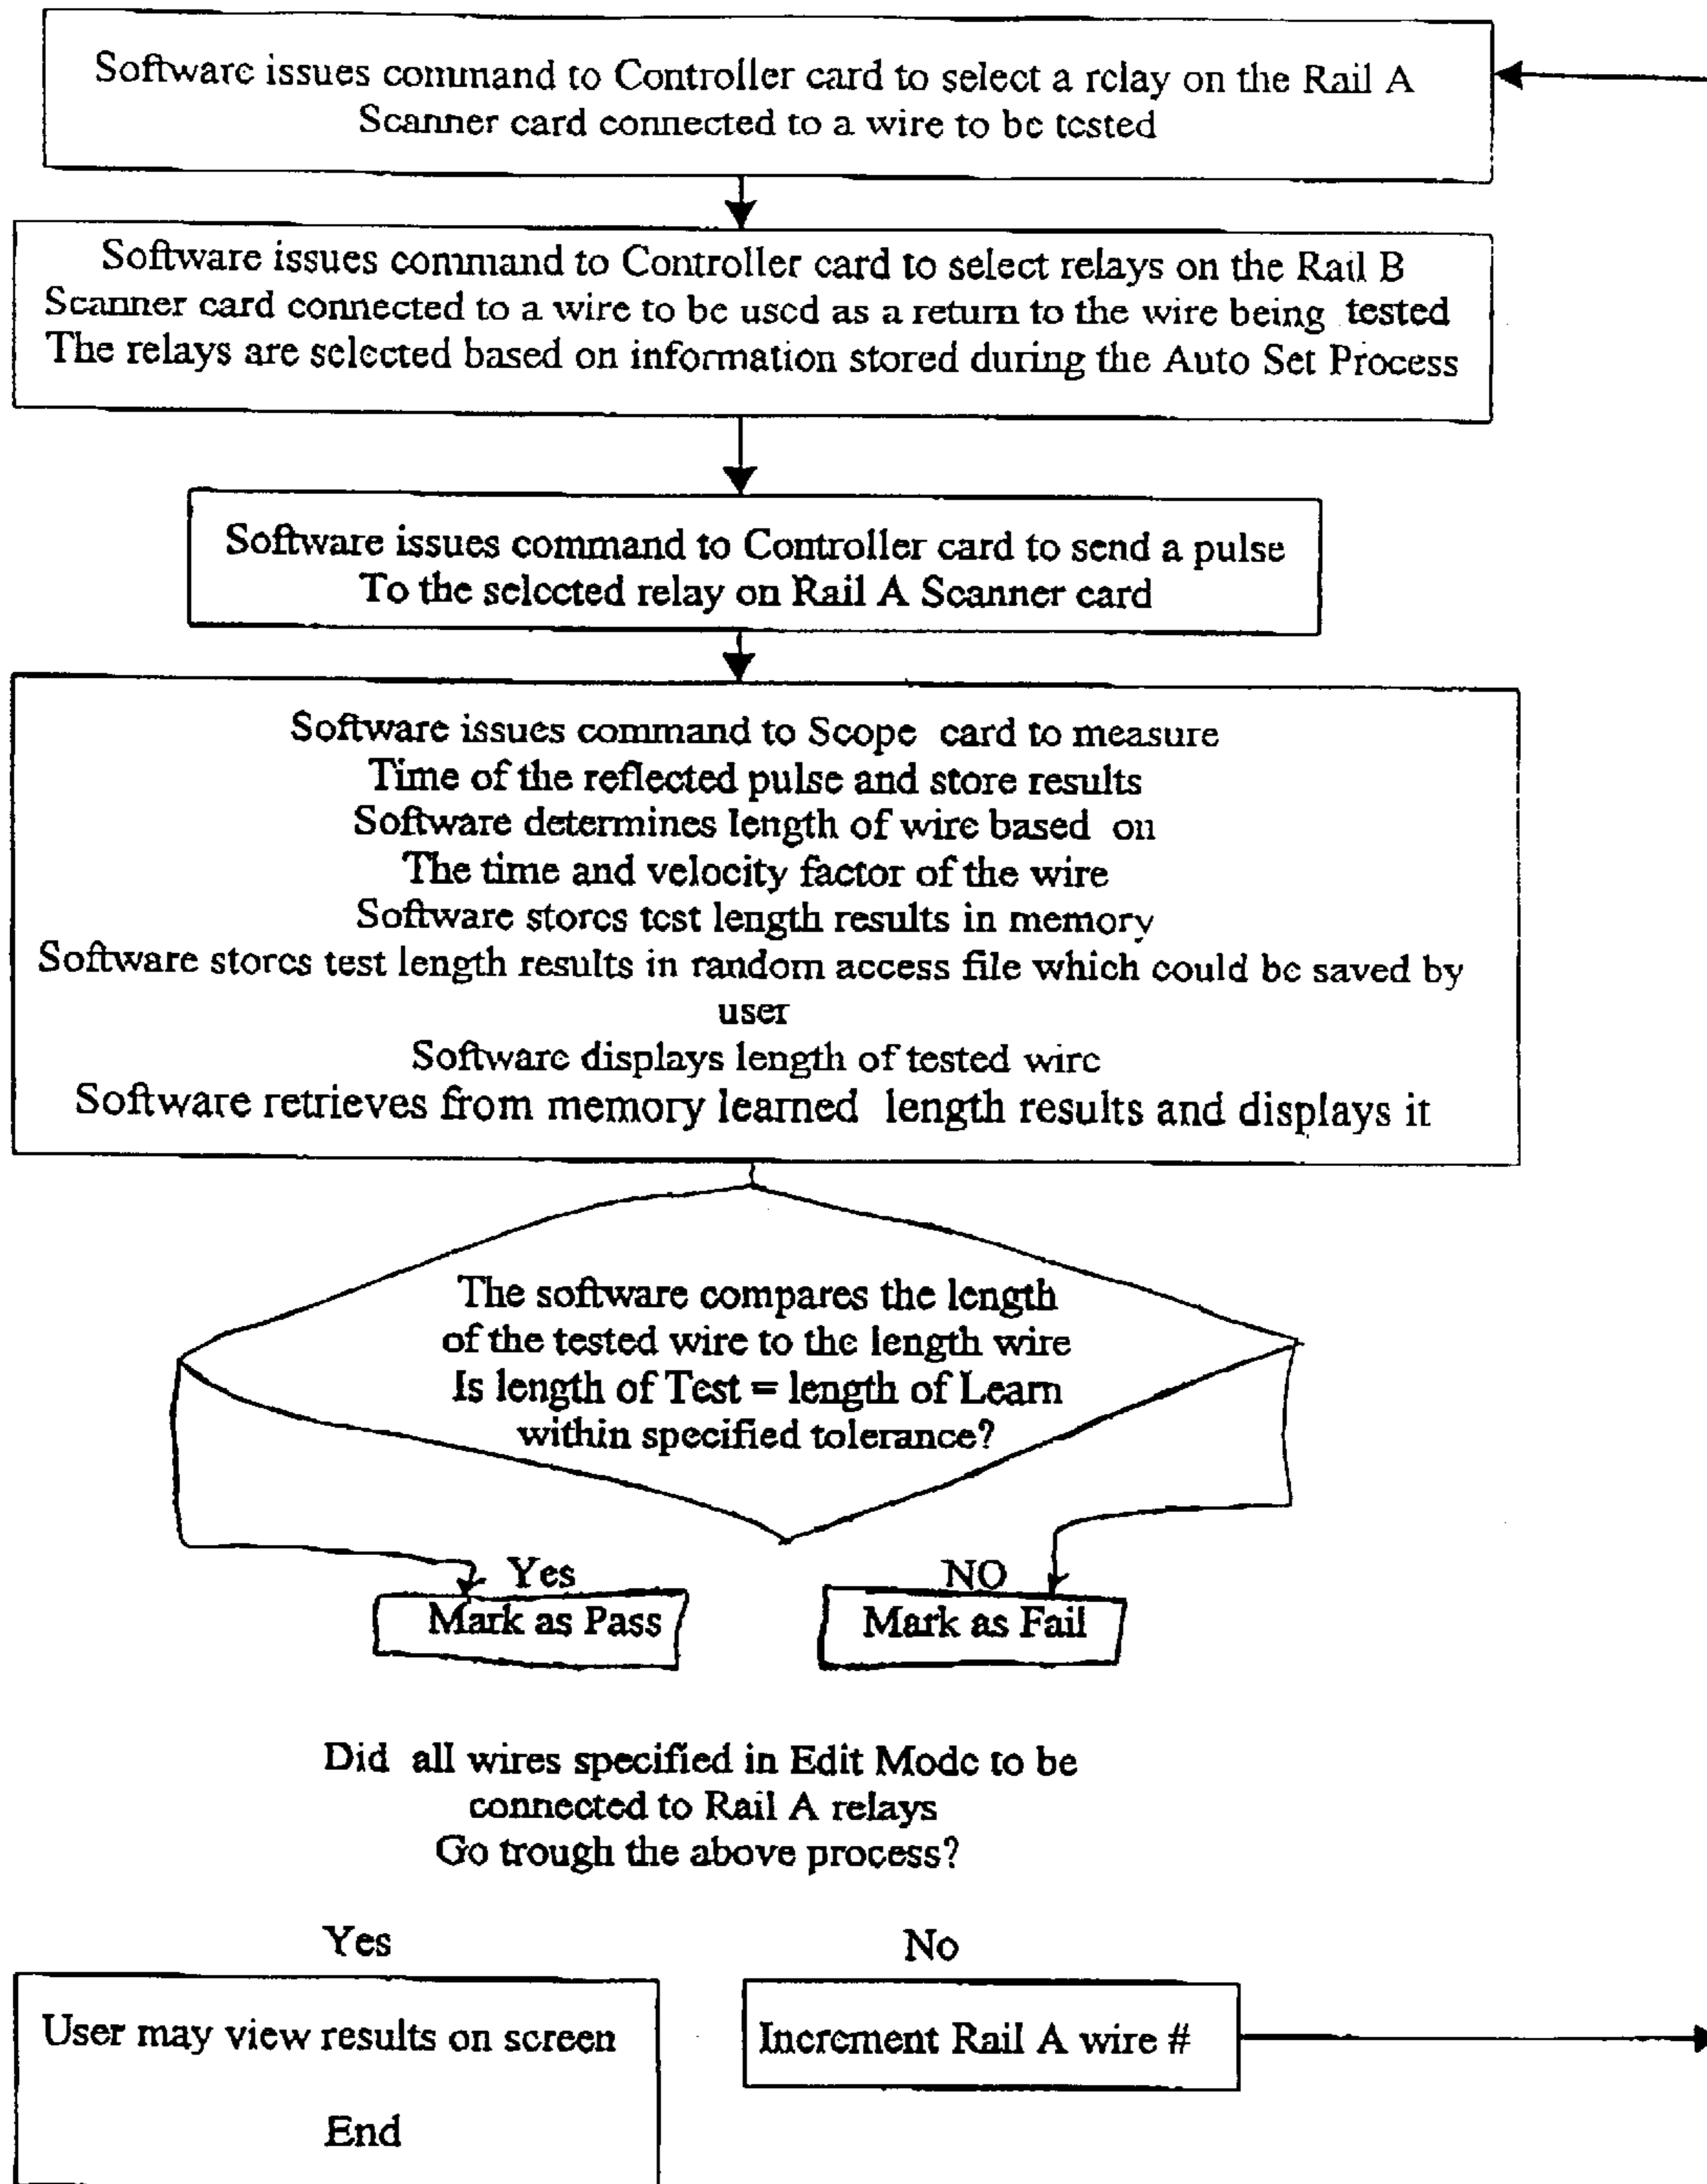 Software issues command to Controller card to select a relay on the Rail A
Scanner card connected to a wire to be tested
Software issues command to Controller card to select relays on the Rail B
Scanner card connected to a wire to be used as a return to the wire being tested
The relays are selected based on information stored during the Auto Set Process
Software issues command to Controller card to send a pulse
To the selected relay on Rail A Scanner card
Software issues command to Scope card to measure
Time of the reflected pulse and store results
Software determines length of wire based on
The time and velocity factor of the wire
Software stores test length results in memory
Software stores test length results in random access file which could be saved by
user
Software displays length of tested wire
Software retrieves from memory learned length results and displays it
The software compares the length
of the tested wire to the length wire
Is length of Test = length of Learn
within specified tolerance?
Yes
Mark as Pass
NO
Mark as Fail
Did all wires specified in Edit Mode to be
connected to Rail A relays
Go trough the above process?
Yes
User may view results on screen
End
No
Increment Rail A wire #